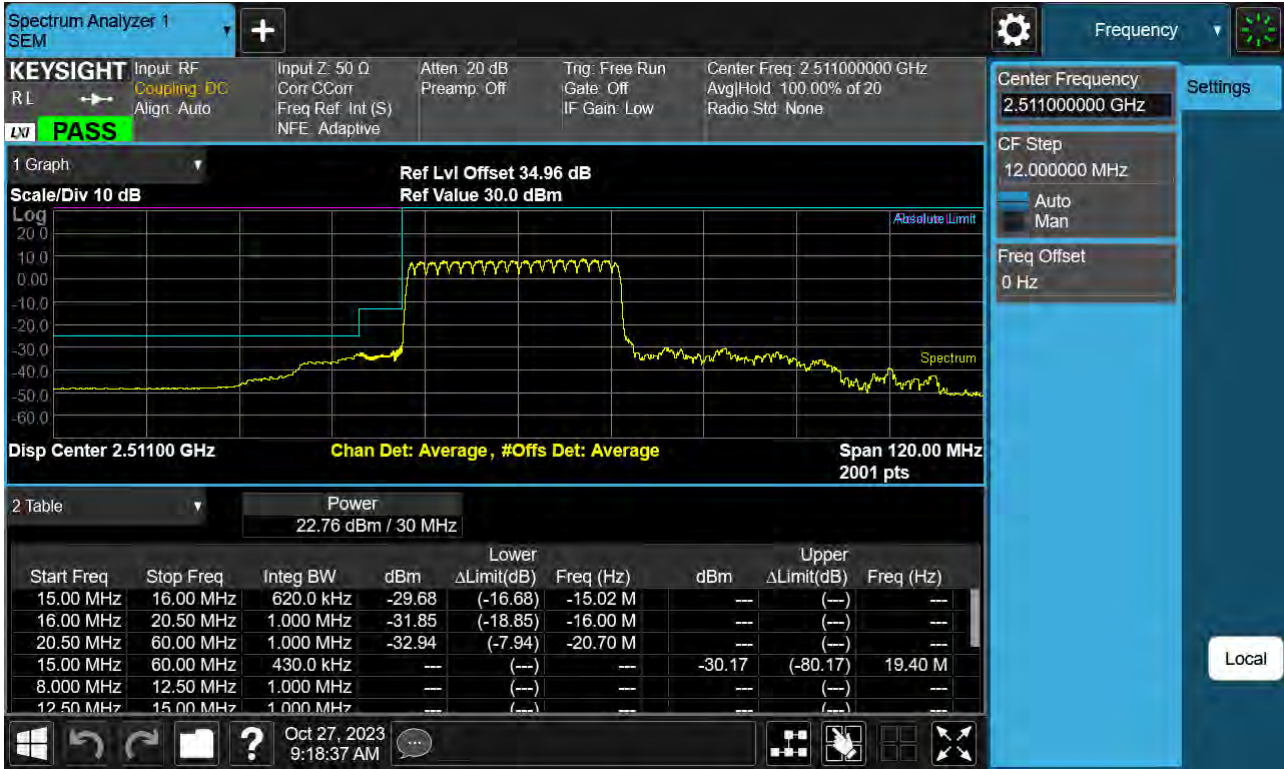 Spectrum Analyzer 1
SEM
Frequency
KEYSIGHT
R L
LXI
PASS
Input: RF
Coupling: DC
Align: Auto
Input Z: 50 Ω
Corr CCorr
Freq Ref: Int (S)
NFE: Adaptive
Atten: 20 dB
Preamp: Off
Trig: Free Run
Gate: Off
IF Gain: Low
Center Freq: 2.511000000 GHz
Avg|Hold: 100.00% of 20
Radio Std: None
Center Frequency
2.511000000 GHz
Settings
CF Step
12.000000 MHz
Auto
Man
Freq Offset
0 Hz
Local
1 Graph
Scale/Div 10 dB
Ref Lvl Offset 34.96 dB
Ref Value 30.0 dBm
Log
Absolute Limit
20.0
10.0
0.00
-10.0
-20.0
-30.0
-40.0
-50.0
-60.0
Spectrum
Disp Center 2.51100 GHz
Chan Det: Average, #Offs Det: Average
Span 120.00 MHz
2001 pts
2 Table
Power
22.76 dBm / 30 MHz
Lower Upper
Start Freq Stop Freq Integ BW dBm ΔLimit(dB) Freq (Hz) dBm ΔLimit(dB) Freq (Hz)
15.00 MHz 16.00 MHz 620.0 kHz -29.68 (-16.68) -15.02 M --- (---) ---
16.00 MHz 20.50 MHz 1.000 MHz -31.85 (-18.85) -16.00 M --- (---) ---
20.50 MHz 60.00 MHz 1.000 MHz -32.94 (-7.94) -20.70 M --- (---) ---
15.00 MHz 60.00 MHz 430.0 kHz --- (---) --- -30.17 (-80.17) 19.40 M
8.000 MHz 12.50 MHz 1.000 MHz --- (---) --- --- (---) ---
12.50 MHz 15.00 MHz 1.000 MHz --- (---) --- --- (---) ---
?
Oct 27, 2023
9:18:37 AM